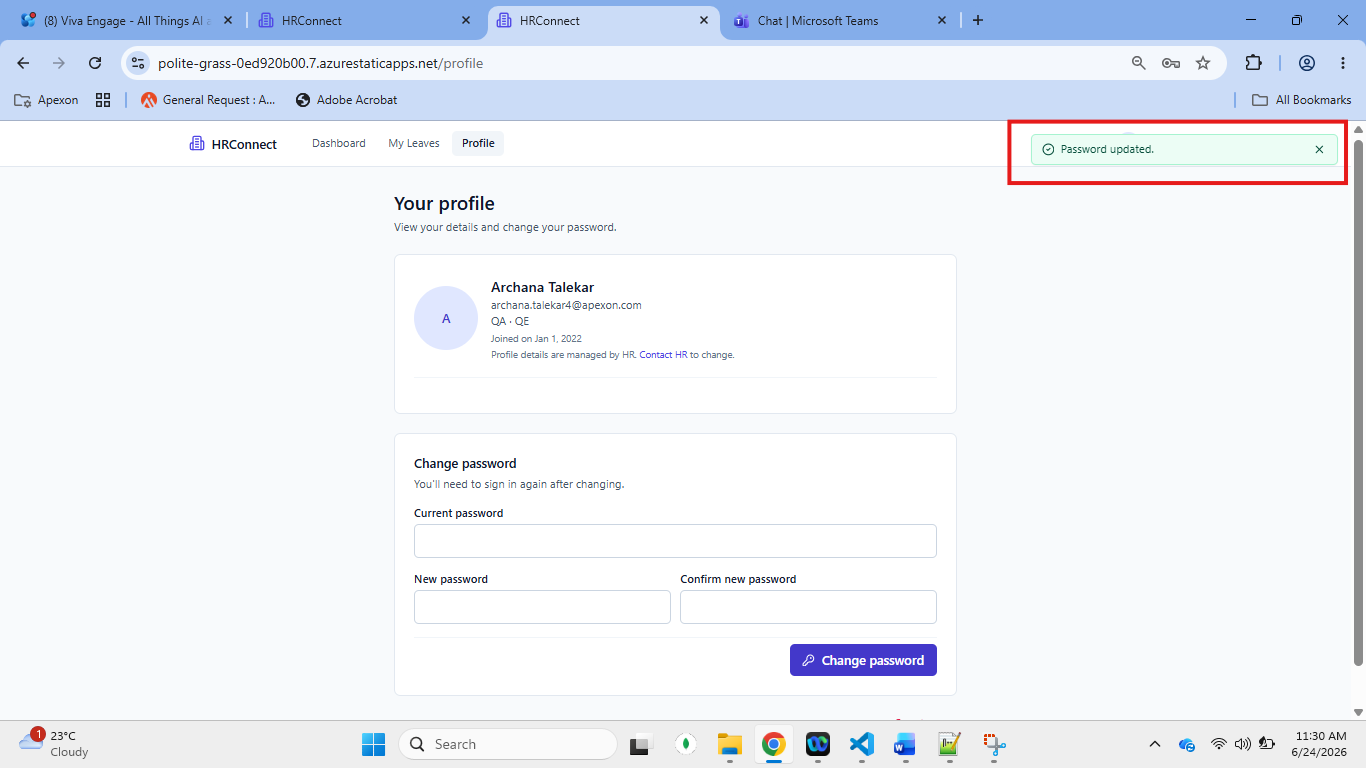 (8) Viva Engage - All Things AI a
HRConnect
HRConnect
Chat | Microsoft Teams
polite-grass-0ed920b00.7.azurestaticapps.net/profile
Apexon
General Request : A...
Adobe Acrobat
All Bookmarks
HRConnect
Dashboard
My Leaves
Profile
Password updated.
Your profile
View your details and change your password.
A
Archana Talekar
archana.talekar4@apexon.com
QA · QE
Joined on Jan 1, 2022
Profile details are managed by HR. Contact HR to change.
Change password
You'll need to sign in again after changing.
Current password
New password
Confirm new password
Change password
1
23°C
Cloudy
Search
11:30 AM
6/24/2026